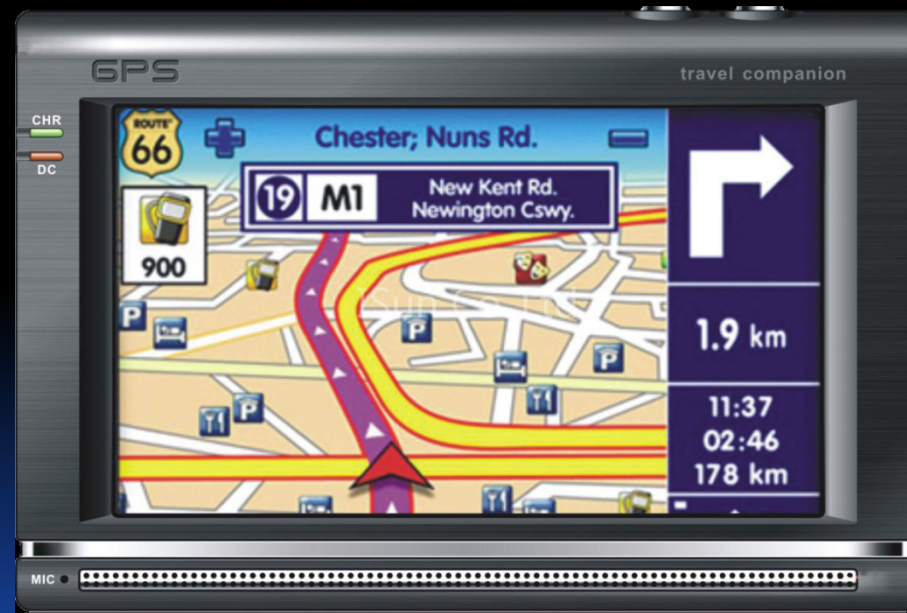 GPS
travel companion
CHR
DC
ROUTE
66
Chester; Nuns Rd.
19 M1
New Kent Rd.
Newington Cswy.
900
P
P
P
P
1.9 km
11:37
02:46
178 km
MIC